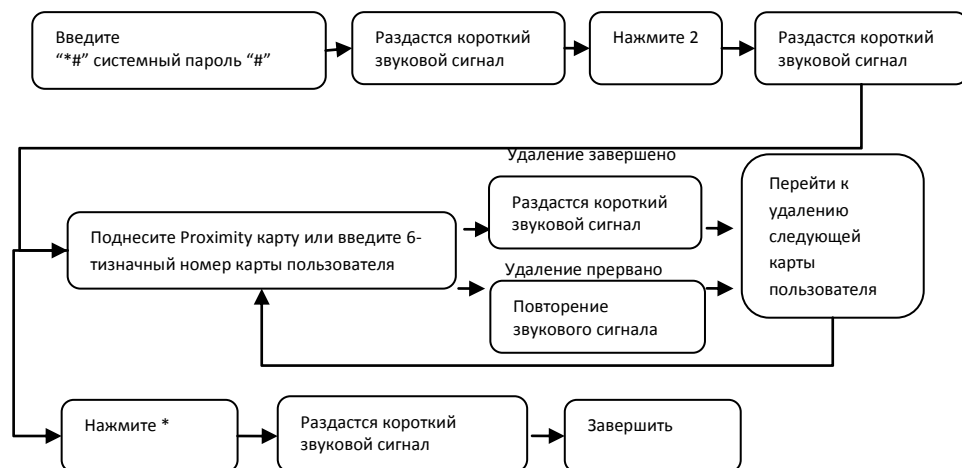 Введите
“*#” системный пароль “#”
Раздастся короткий
звуковой сигнал
Нажмите 2
Раздастся короткий
звуковой сигнал
Поднесите Proximity карту или введите 6-
тизначный номер карты пользователя
Удаление завершено
Раздастся короткий
звуковой сигнал
Удаление прервано
Повторение
звукового сигнала
Перейти к
удалению
следующей
карты
пользователя
Нажмите *
Раздастся короткий
звуковой сигнал
Завершить